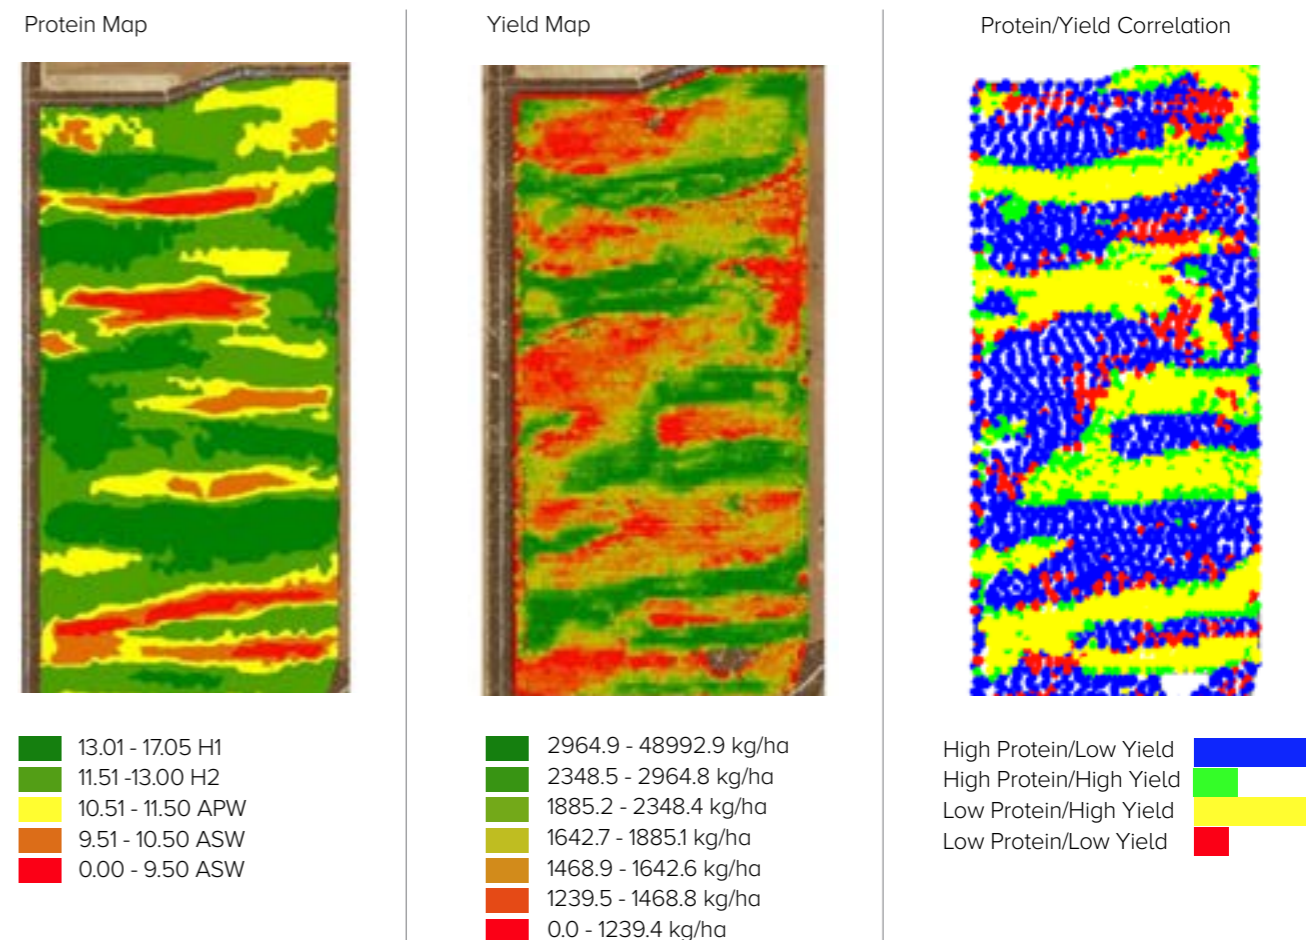 Protein Map
13.01 - 17.05 H1
11.51 -13.00 H2
10.51 - 11.50 APW
9.51 - 10.50 ASW
0.00 - 9.50 ASW
Yield Map
2964.9 - 48992.9 kg/ha
2348.5 - 2964.8 kg/ha
1885.2 - 2348.4 kg/ha
1642.7 - 1885.1 kg/ha
1468.9 - 1642.6 kg/ha
1239.5 - 1468.8 kg/ha
0.0 - 1239.4 kg/ha
Protein/Yield Correlation
High Protein/Low Yield
High Protein/High Yield
Low Protein/High Yield
Low Protein/Low Yield